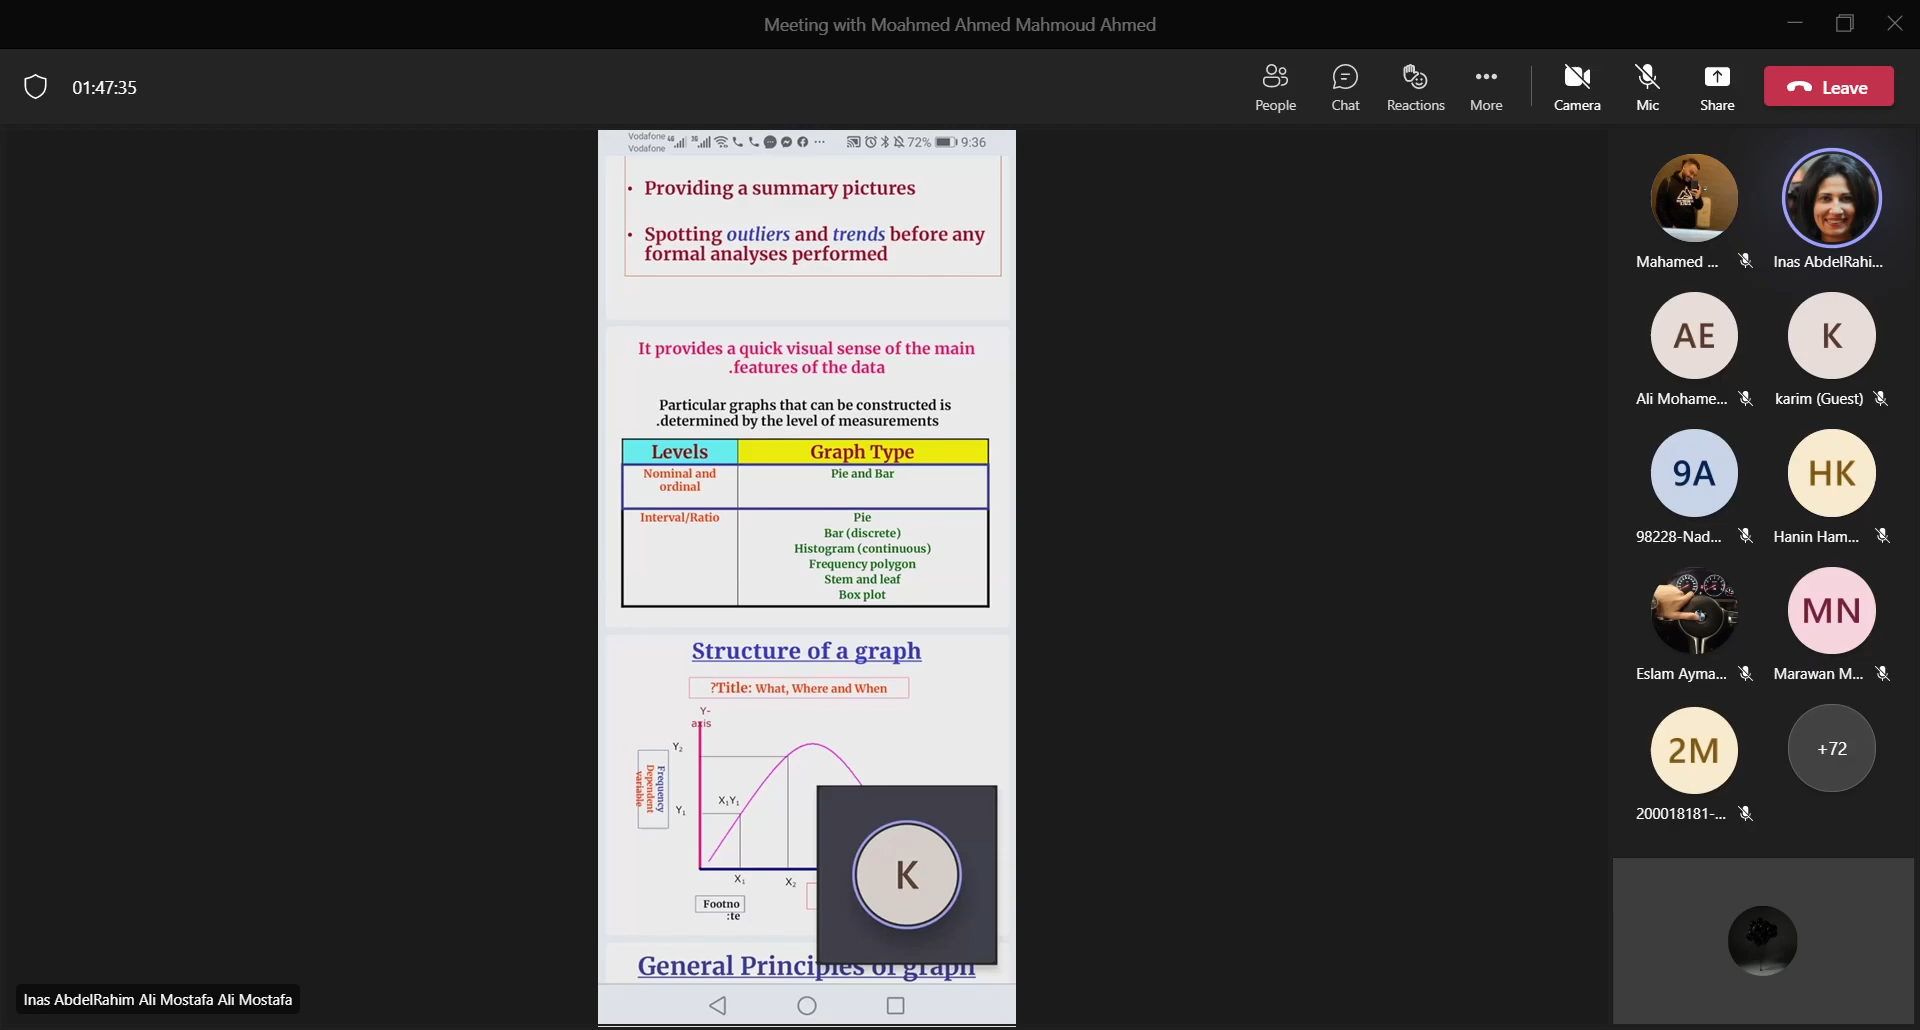 Meeting with Moahmed Ahmed Mahmoud Ahmed
01:47:35
People
Chat
Reactions
More
Camera
Mic
Share
Leave
Vodafone 4G 3G
Vodafone
72% 9:36
• Providing a summary pictures
• Spotting outliers and trends before any
formal analyses performed
It provides a quick visual sense of the main
.features of the data
Particular graphs that can be constructed is
.determined by the level of measurements
Levels Graph Type
Nominal and
ordinal
Pie and Bar
Interval/Ratio
Pie
Bar (discrete)
Histogram (continuous)
Frequency polygon
Stem and leaf
Box plot
Structure of a graph
?Title: What, Where and When
Y-
axis
Y2
Frequency
Dependent
variable
X1Y1
Y1
X1
X2
Footno
:te
K
General Principles of graph
Inas AbdelRahim Ali Mostafa Ali Mostafa
Mahamed ...
Inas AbdelRahi...
AE
K
Ali Mohame...
karim (Guest)
9A
HK
98228-Nad...
Hanin Ham...
MN
Eslam Ayma...
Marawan M...
2M
+72
200018181-...